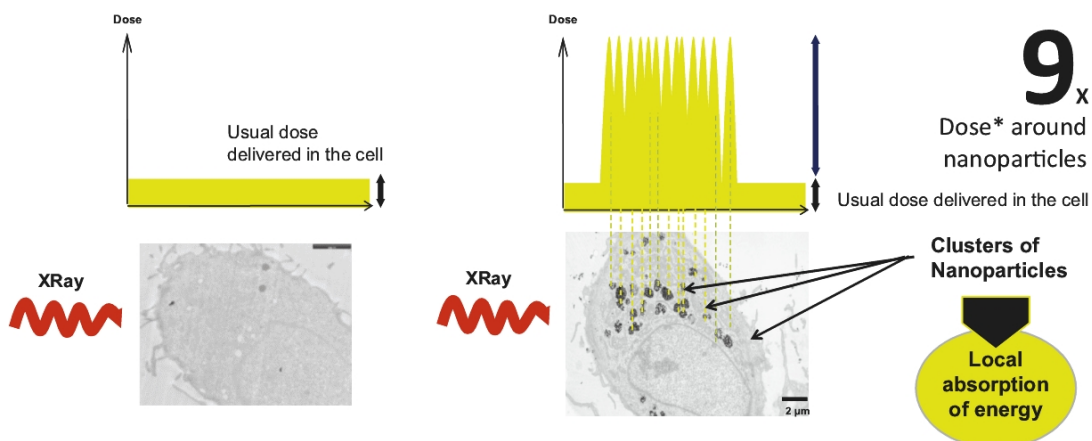 Dose
Usual dose
delivered in the cell
XRay
Dose
9x
Dose* around
nanoparticles
Usual dose delivered in the cell
XRay
Clusters of
Nanoparticles
Local
absorption
of energy
2 µm